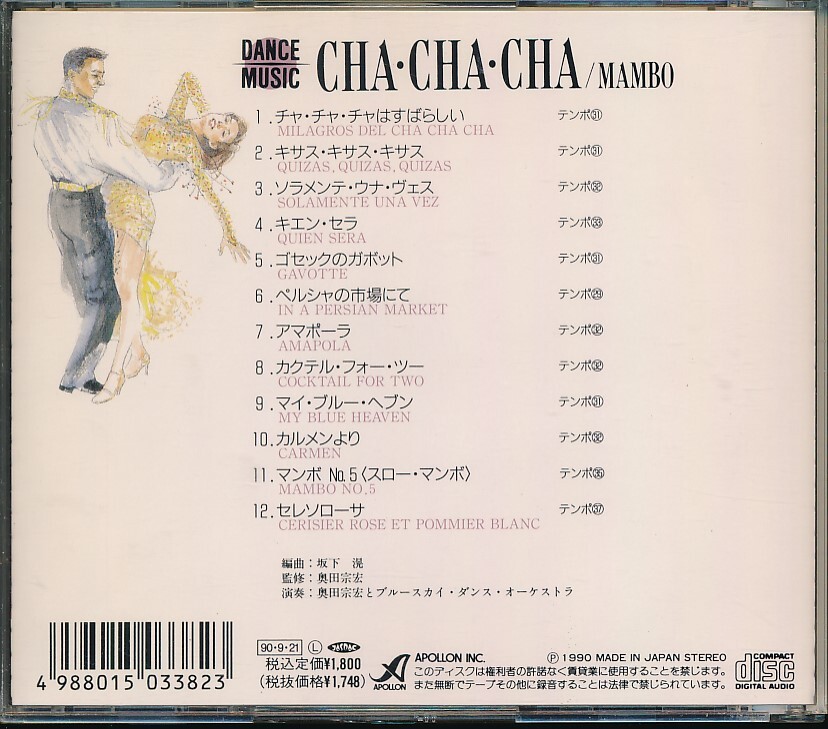 DANCE
MUSIC
CHA・CHA・CHA/MAMBO
1.チャ・チャ・チャはすばらしい テンポ㉛
MILAGROS DEL CHA CHA CHA
2.キサス・キサス・キサス テンポ㉛
QUIZAS, QUIZAS, QUIZAS
3.ソラメンテ・ウナ・ヴェス テンポ㉜
SOLAMENTE UNA VEZ
4.キエン・セラ テンポ㉝
QUIEN SERA
5.ゴセックのガボット テンポ㉛
GAVOTTE
6.ペルシャの市場にて テンポ㉙
IN A PERSIAN MARKET
7.アマポーラ テンポ㉜
AMAPOLA
8.カクテル・フォー・ツー テンポ㉜
COCKTAIL FOR TWO
9.マイ・ブルー・ヘブン テンポ㉛
MY BLUE HEAVEN
10.カルメンより テンポ㉜
CARMEN
11.マンボ No.5〈スロー・マンボ〉 テンポ㊱
MAMBO NO.5
12.セレソローサ テンポ㊲
CERISIER ROSE ET POMMIER BLANC
編曲：坂下 滉
監修：奥田宗宏
演奏：奥田宗宏とブルースカイ・ダンス・オーケストラ
4 988015 033823
90・9・21 Ⓛ
税込定価¥1,800
(税抜価格¥1,748)
APOLLON
APOLLON INC. Ⓟ 1990 MADE IN JAPAN STEREO
このディスクは権利者の許諾なく賃貸業に使用することを禁じます。
また無断でテープその他に録音することは法律で禁じられています。
COMPACT
disc
DIGITAL AUDIO